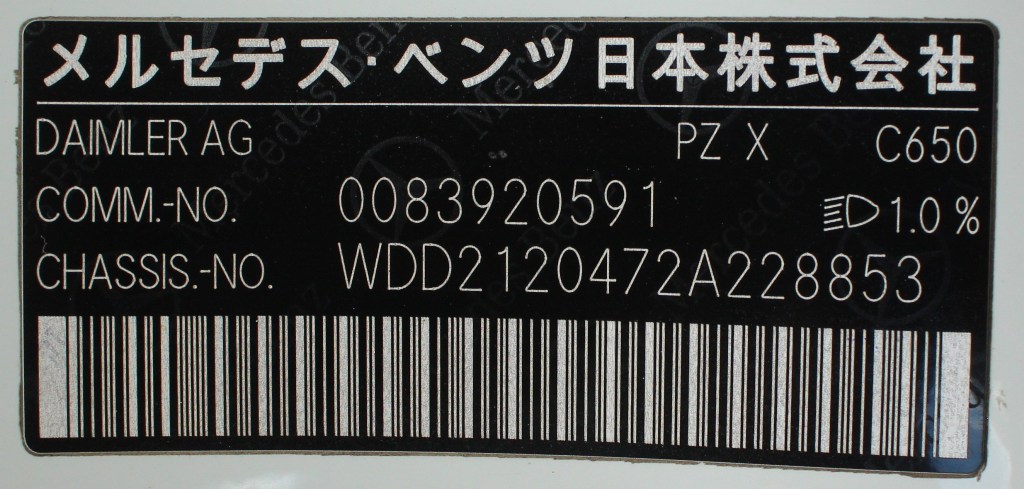 メルセデス・ベンツ日本株式会社
DAIMLER AG PZ X C650
COMM.-NO. 0083920591 1.0 %
CHASSIS.-NO. WDD2120472A228853